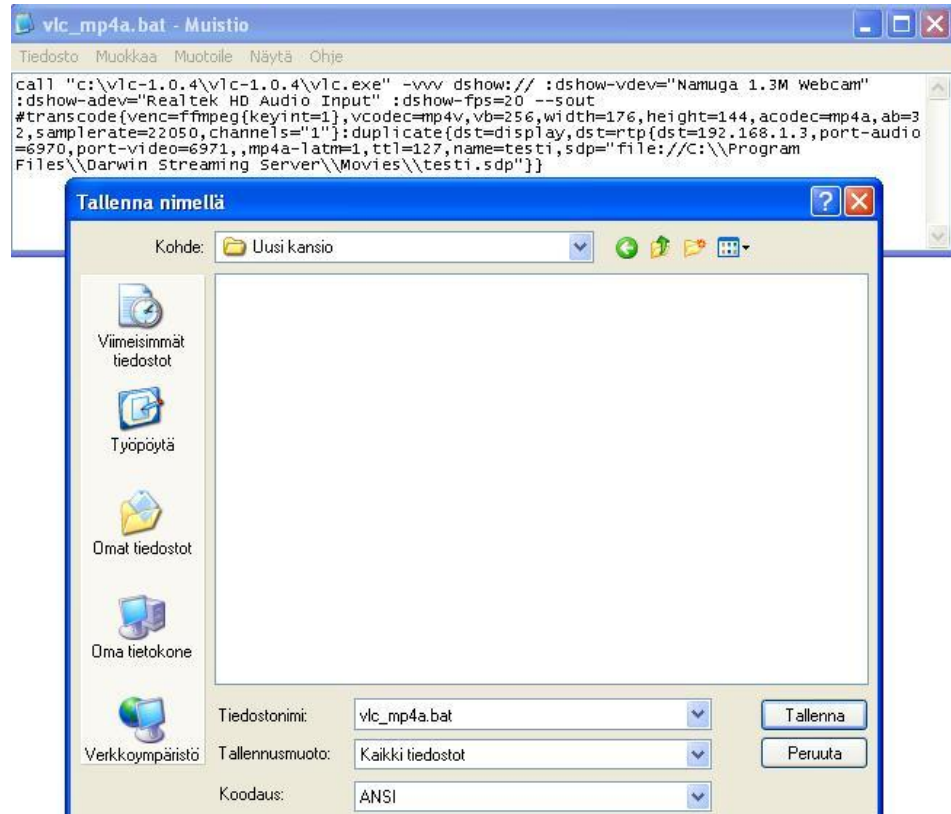 vlc_mp4a.bat - Muistio
Tiedosto Muokkaa Muotoile Näytä Ohje
call "c:\vlc-1.0.4\vlc-1.0.4\vlc.exe" -vvv dshow:// :dshow-vdev="Namuga 1.3M Webcam"
:dshow-adev="Realtek HD Audio Input" :dshow-fps=20 --sout
#transcode{venc=ffmpeg{keyint=1},vcodec=mp4v,vb=256,width=176,height=144,acodec=mp4a,ab=3
2,samplerate=22050,channels="1"}:duplicate{dst=display,dst=rtp{dst=192.168.1.3,port-audio
=6970,port-video=6971,,mp4a-latm=1,ttl=127,name=testi,sdp="file://C:\\Program
Files\\Darwin Streaming Server\\Movies\\testi.sdp"}}
Tallenna nimellä
Kohde: Uusi kansio
Viimeisimmät
tiedostot
Työpöytä
Omat tiedostot
Oma tietokone
Verkkoympäristö
Tiedostonimi: vlc_mp4a.bat Tallenna
Tallennusmuoto: Kaikki tiedostot Peruuta
Koodaus: ANSI